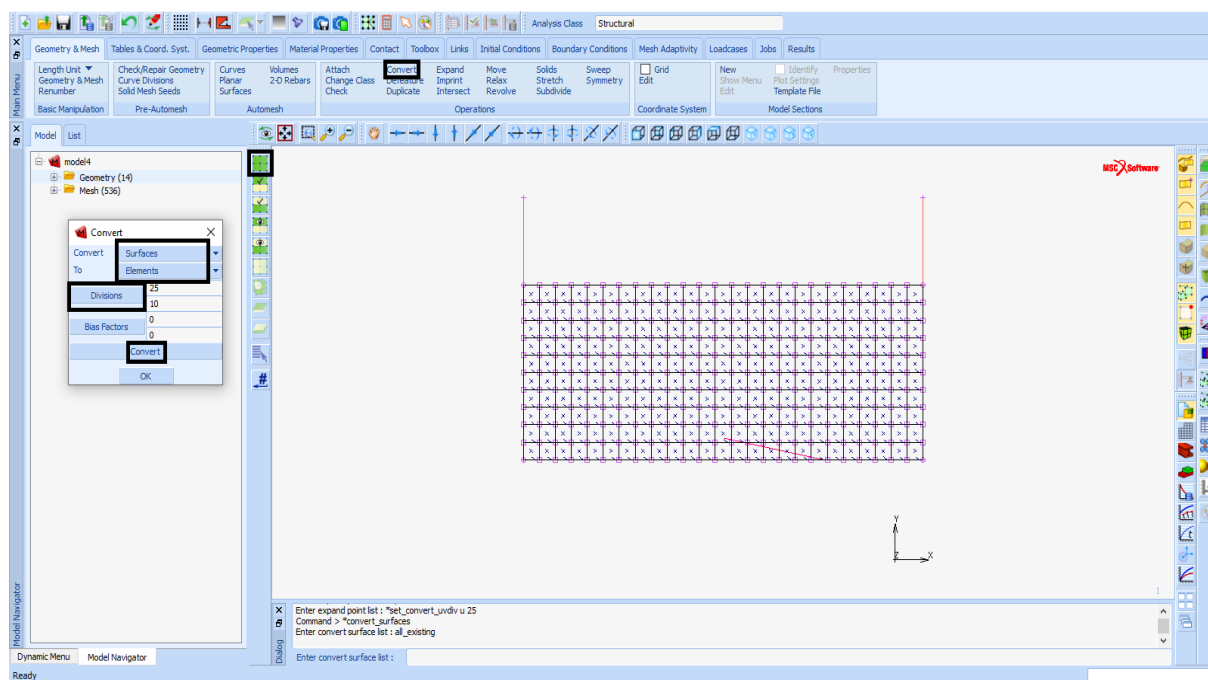 Analysis Class Structural
Geometry & Mesh Tables & Coord. Syst. Geometric Properties Material Properties Contact Toolbox Links Initial Conditions Boundary Conditions Mesh Adaptivity Loadcases Jobs Results
Length Unit Check/Repair Geometry Curves Volumes Attach Convert Expand Move Solids Sweep Grid New Identify Properties
Geometry & Mesh Curve Divisions Planar 2-D Rebars Change Class Defeature Imprint Relax Stretch Symmetry Edit Show Menu Plot Settings
Renumber Solid Mesh Seeds Surfaces Check Duplicate Intersect Revolve Subdivide Edit Template File
Basic Manipulation Pre-Automesh Automesh Operations Coordinate System Model Sections
Main Menu
Model List
model4
Geometry (14)
Mesh (536)
MSC Software
Convert
Convert Surfaces
To Elements
Divisions 25
10
Bias Factors 0
0
Convert
OK
#
Y
Z X
1
Model Navigator
Enter expand point list : *set_convert_uvdiv u 25
Command > *convert_surfaces
Enter convert surface list : all_existing
Dialog
Enter convert surface list :
Dynamic Menu Model Navigator
Ready